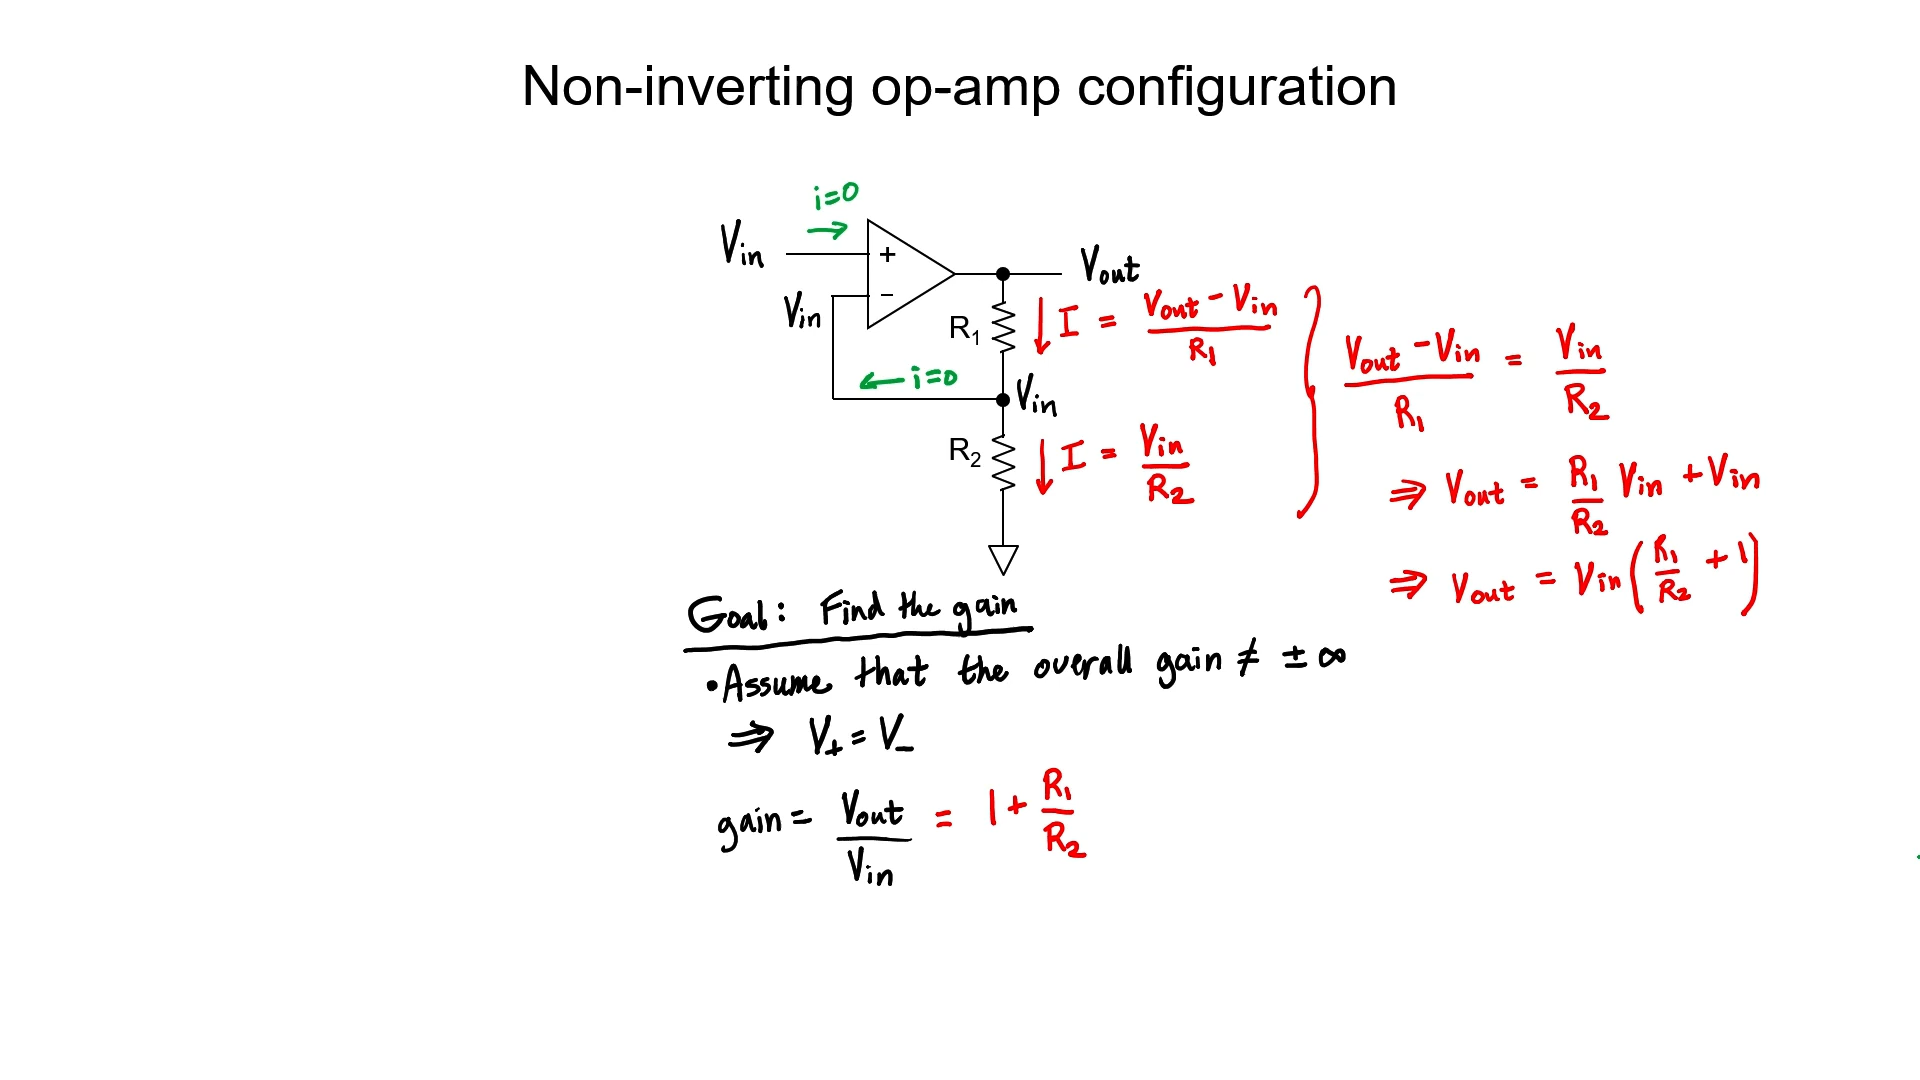 Non-inverting op-amp configuration
i=0
Vin
+
Vout
Vin
−
R1
I = (Vout − Vin)/R1
i=0
Vin
R2
I = Vin/R2
(Vout − Vin)/R1 = Vin/R2
⇒ Vout = R1/R2 Vin + Vin
⇒ Vout = Vin(R1/R2 + 1)
Goal: Find the gain
• Assume that the overall gain ≠ ± ∞
⇒ V+ = V−
gain = Vout/Vin = 1 + R1/R2